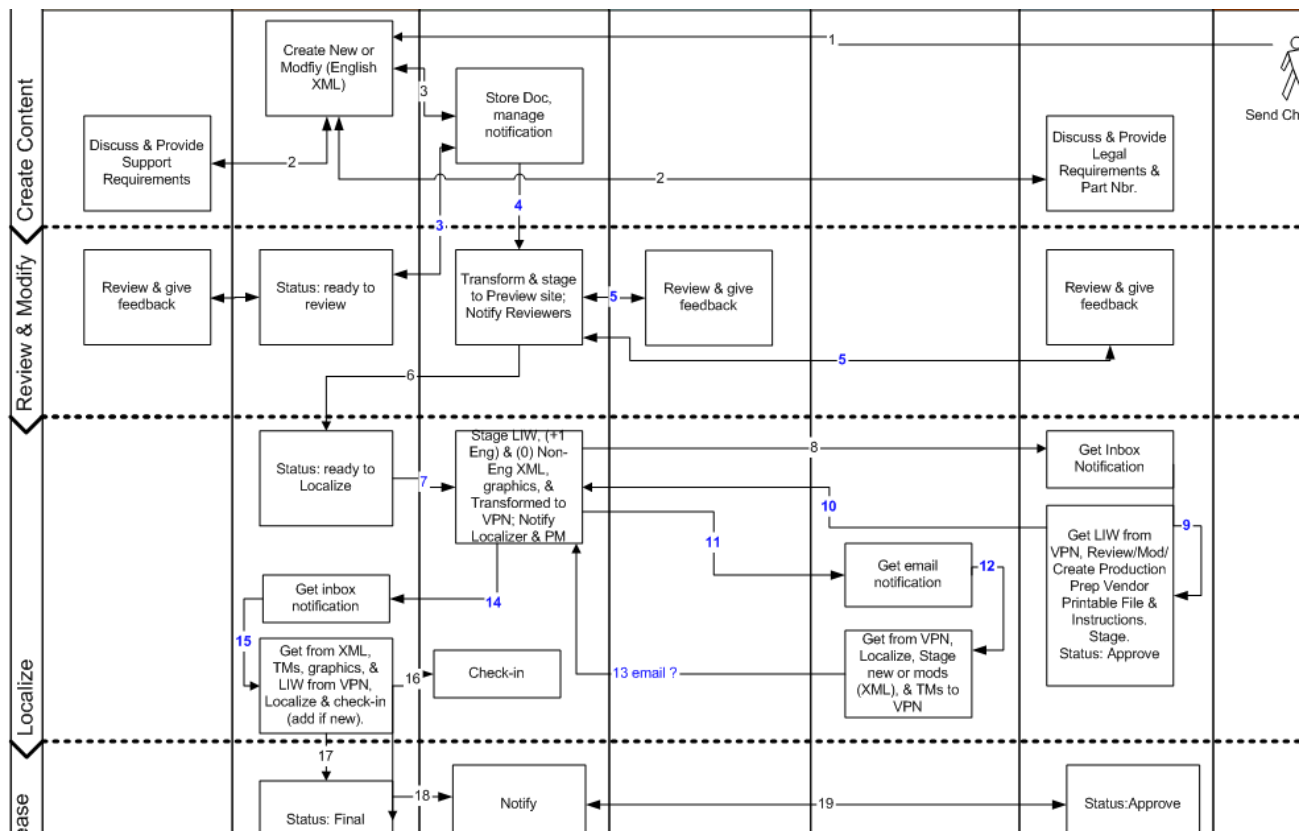 Create Content
Create New or
Modfiy (English
XML)
1
3
Store Doc,
manage
notification
Send Ch
Discuss & Provide
Support
Requirements
2
2
Discuss & Provide
Legal
Requirements &
Part Nbr.
4
3
Review & Modify
Review & give
feedback
Status: ready to
review
Transform & stage
to Preview site;
Notify Reviewers
5
Review & give
feedback
Review & give
feedback
5
6
Localize
Status: ready to
Localize
7
Stage LIW, (+1
Eng) & (0) Non-
Eng XML,
graphics, &
Transformed to
VPN; Notify
Localizer & PM
8
Get Inbox
Notification
10
9
11
Get LIW from
VPN, Review/Mod/
Create Production
Prep Vendor
Printable File &
Instructions.
Stage.
Status: Approve
Get email
notification
12
Get inbox
notification
14
15
Get from XML,
TMs, graphics, &
LIW from VPN,
Localize & check-in
(add if new).
16
Check-in
13 email ?
Get from VPN,
Localize, Stage
new or mods
(XML), & TMs to
VPN
17
ease
Status: Final
18
Notify
19
Status:Approve